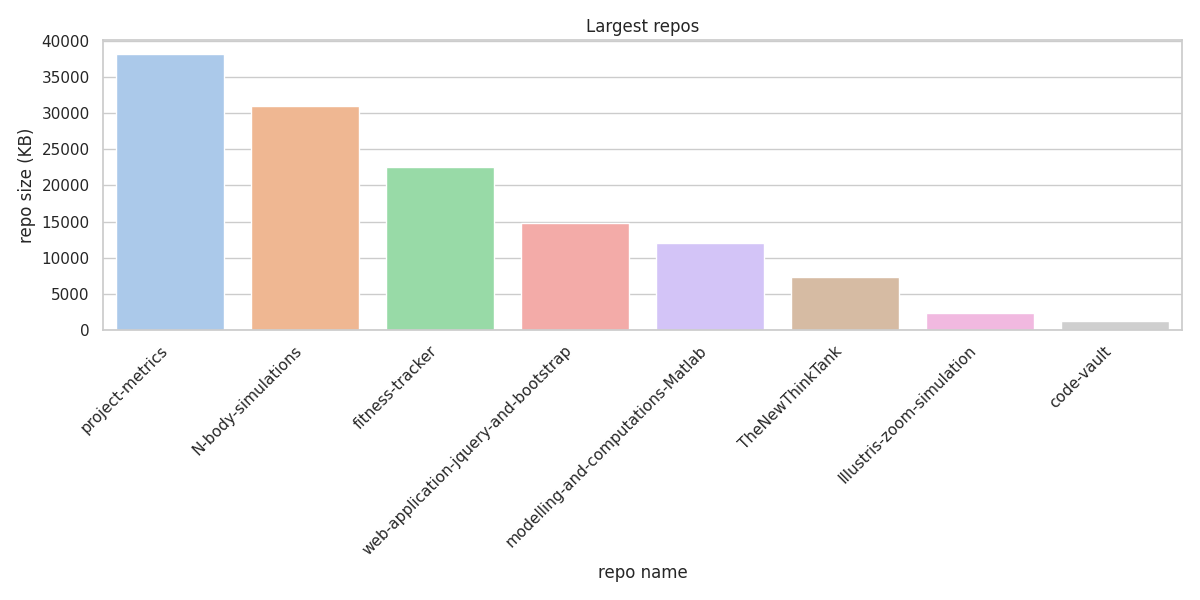 Largest repos
repo size (KB)
40000
35000
30000
25000
20000
15000
10000
5000
0
project-metrics
N-body-simulations
fitness-tracker
web-application-jquery-and-bootstrap
modelling-and-computations-Matlab
TheNewThinkTank
Illustris-zoom-simulation
code-vault
repo name